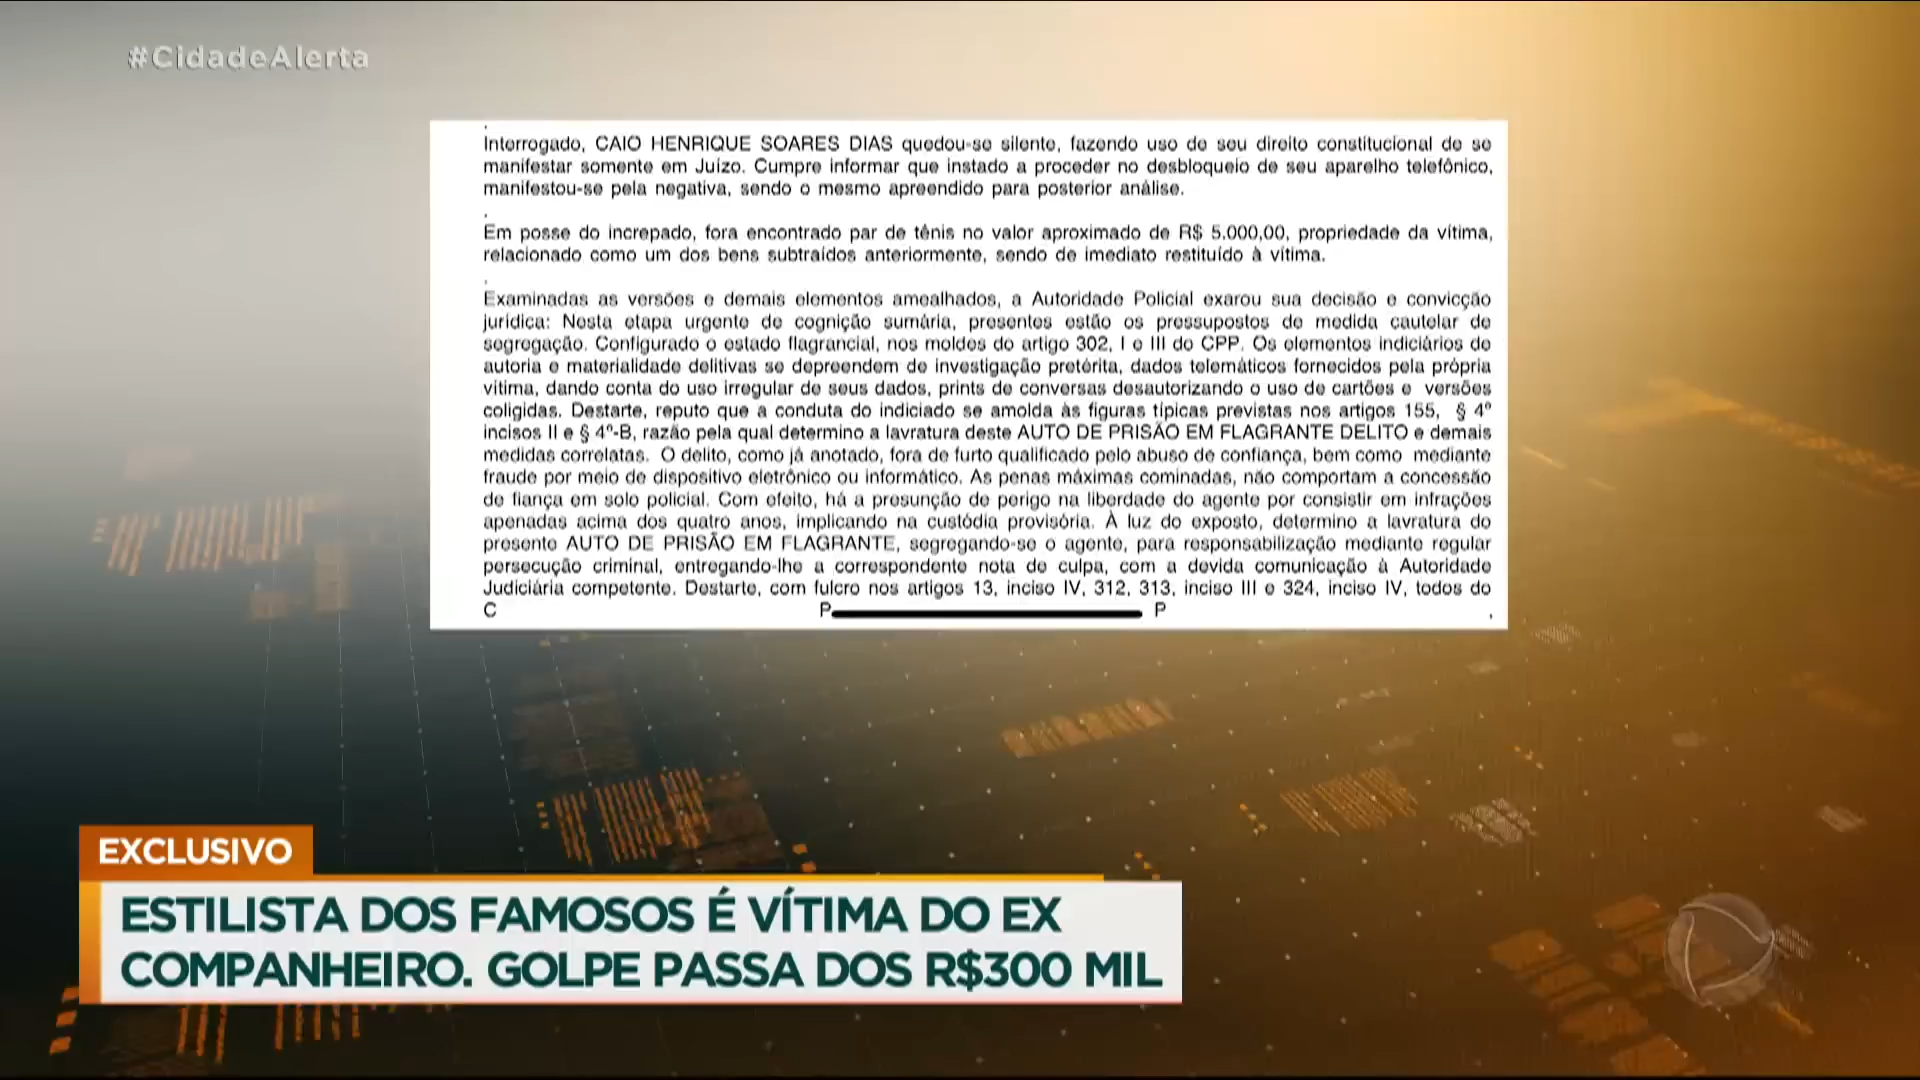 #CidadeAlerta
Interrogado, CAIO HENRIQUE SOARES DIAS quedou-se silente, fazendo uso de seu direito constitucional de se
manifestar somente em Juízo. Cumpre informar que instado a proceder no desbloqueio de seu aparelho telefônico,
manifestou-se pela negativa, sendo o mesmo apreendido para posterior análise.
.
Em posse do increpado, fora encontrado par de tênis no valor aproximado de R$ 5.000,00, propriedade da vítima,
relacionado como um dos bens subtraídos anteriormente, sendo de imediato restituído à vítima.
.
Examinadas as versões e demais elementos amealhados, a Autoridade Policial exarou sua decisão e convicção
jurídica: Nesta etapa urgente de cognição sumária, presentes estão os pressupostos de medida cautelar de
segregação. Configurado o estado flagrancial, nos moldes do artigo 302, I e III do CPP. Os elementos indiciários de
autoria e materialidade delitivas se depreendem de investigação pretérita, dados telemáticos fornecidos pela própria
vítima, dando conta do uso irregular de seus dados, prints de conversas desautorizando o uso de cartões e versões
coligidas. Destarte, reputo que a conduta do indiciado se amolda às figuras típicas previstas nos artigos 155, § 4º
incisos II e § 4º-B, razão pela qual determino a lavratura deste AUTO DE PRISÃO EM FLAGRANTE DELITO e demais
medidas correlatas. O delito, como já anotado, fora de furto qualificado pelo abuso de confiança, bem como mediante
fraude por meio de dispositivo eletrônico ou informático. As penas máximas cominadas, não comportam a concessão
de fiança em solo policial. Com efeito, há a presunção de perigo na liberdade do agente por consistir em infrações
apenadas acima dos quatro anos, implicando na custódia provisória. À luz do exposto, determino a lavratura do
presente AUTO DE PRISÃO EM FLAGRANTE, segregando-se o agente, para responsabilização mediante regular
persecução criminal, entregando-lhe a correspondente nota de culpa, com a devida comunicação à Autoridade
Judiciária competente. Destarte, com fulcro nos artigos 13, inciso IV, 312, 313, inciso III e 324, inciso IV, todos do
C P P ,
EXCLUSIVO
ESTILISTA DOS FAMOSOS É VÍTIMA DO EX
COMPANHEIRO. GOLPE PASSA DOS R$300 MIL